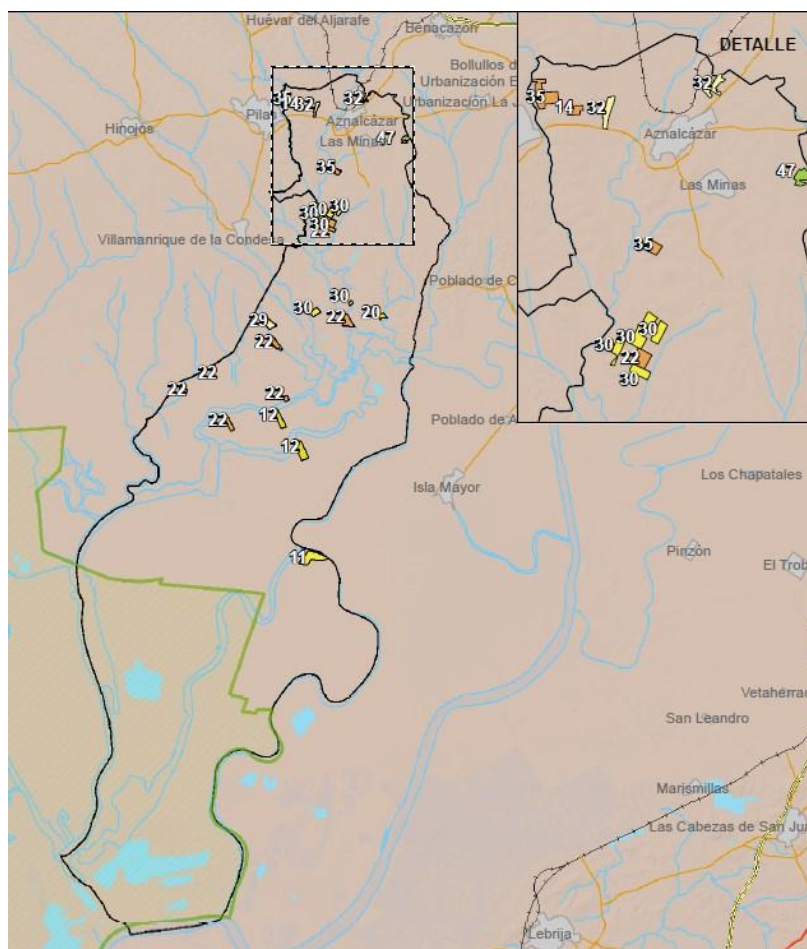 Huévar del Aljarafe
Benacazón
DETALLE
Bollullos d
Urbanización E
Urbanización La J
32
32
Pilas
Aznalcázar
Hinojos
Las Minas
47
35
30
30
30
22
Villamanrique de la Condesa
Poblado de C
30
30
22
20
29
22
22
22
22
12
22
12
Poblado de A
Isla Mayor
11
35
14
32
32
Aznalcázar
Las Minas
47
35
30
30
30
22
30
Los Chapatales
Pinzón
El Trob
Vetaherrad
San Leandro
Marismillas
Las Cabezas de San Jua
Lebrija